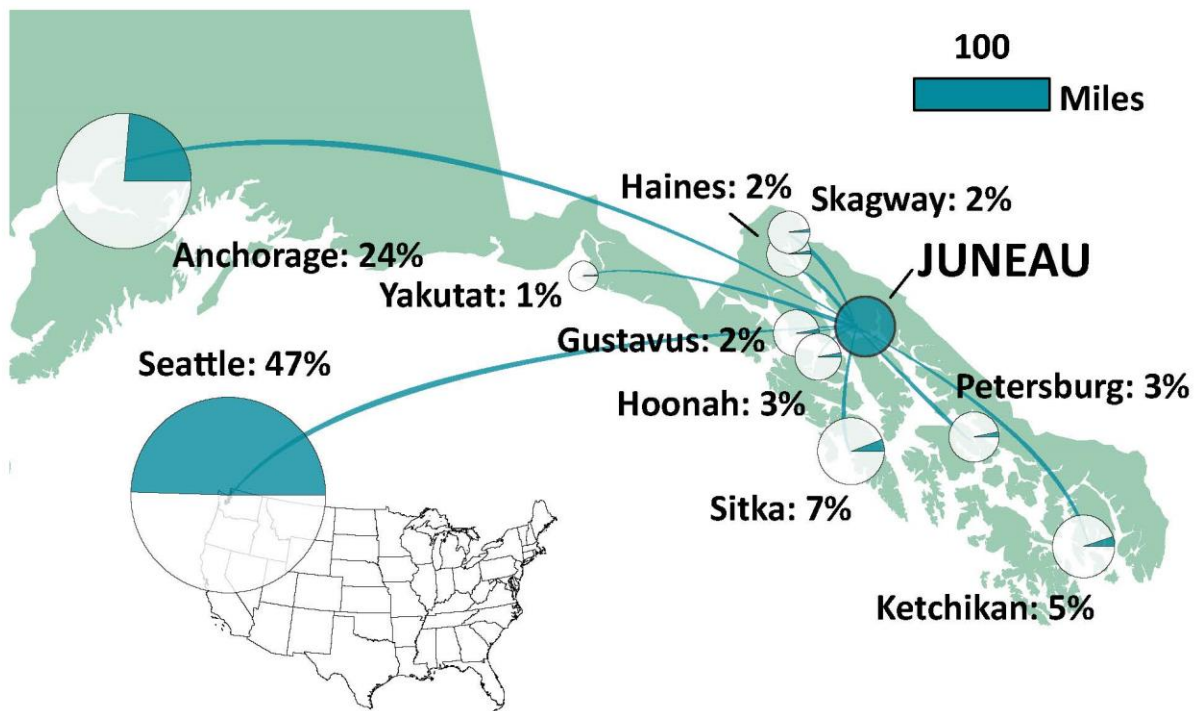 100
Miles
Haines: 2%
Skagway: 2%
JUNEAU
Anchorage: 24%
Yakutat: 1%
Gustavus: 2%
Seattle: 47%
Hoonah: 3%
Petersburg: 3%
Sitka: 7%
Ketchikan: 5%